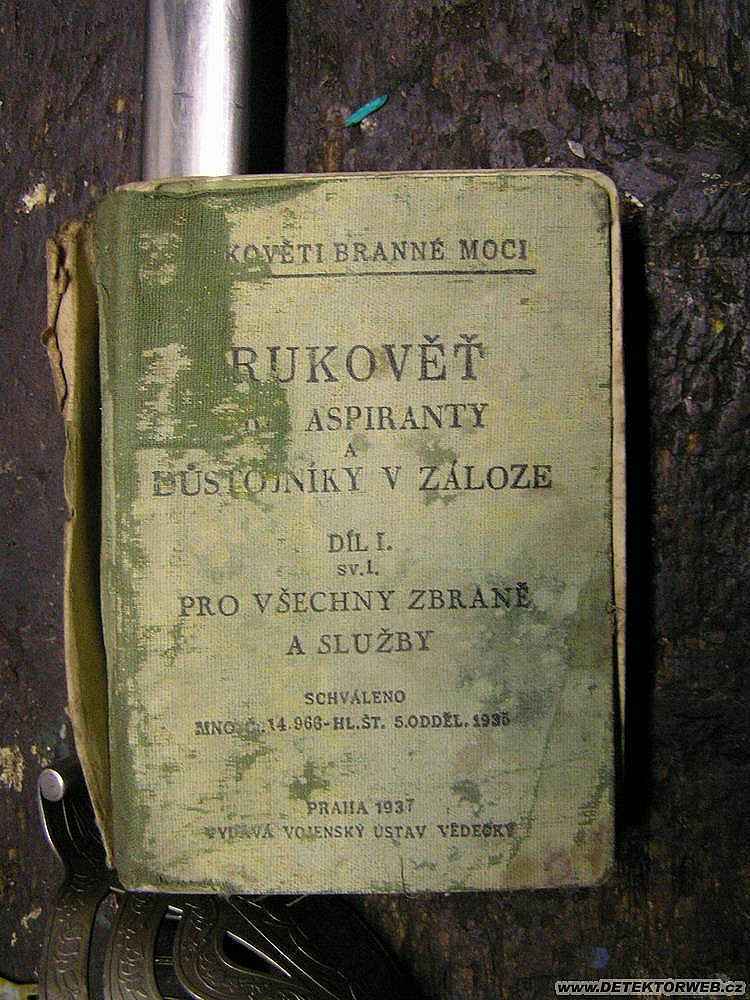 KOVĚTI BRANNÉ MOCI
RUKOVĚŤ
ASPIRANTY
A
DŮSTOJNÍKY V ZÁLOZE
DÍL I.
SV.I.
PRO VŠECHNY ZBRANĚ
A SLUŽBY
SCHVÁLENO
MNO. Č. 14.966-HL.ŠT. 5.ODDĚL. 1936
PRAHA 1937
VYDÁVÁ VOJENSKÝ ÚSTAV VĚDECKÝ
www.DETEKTORWEB.cz